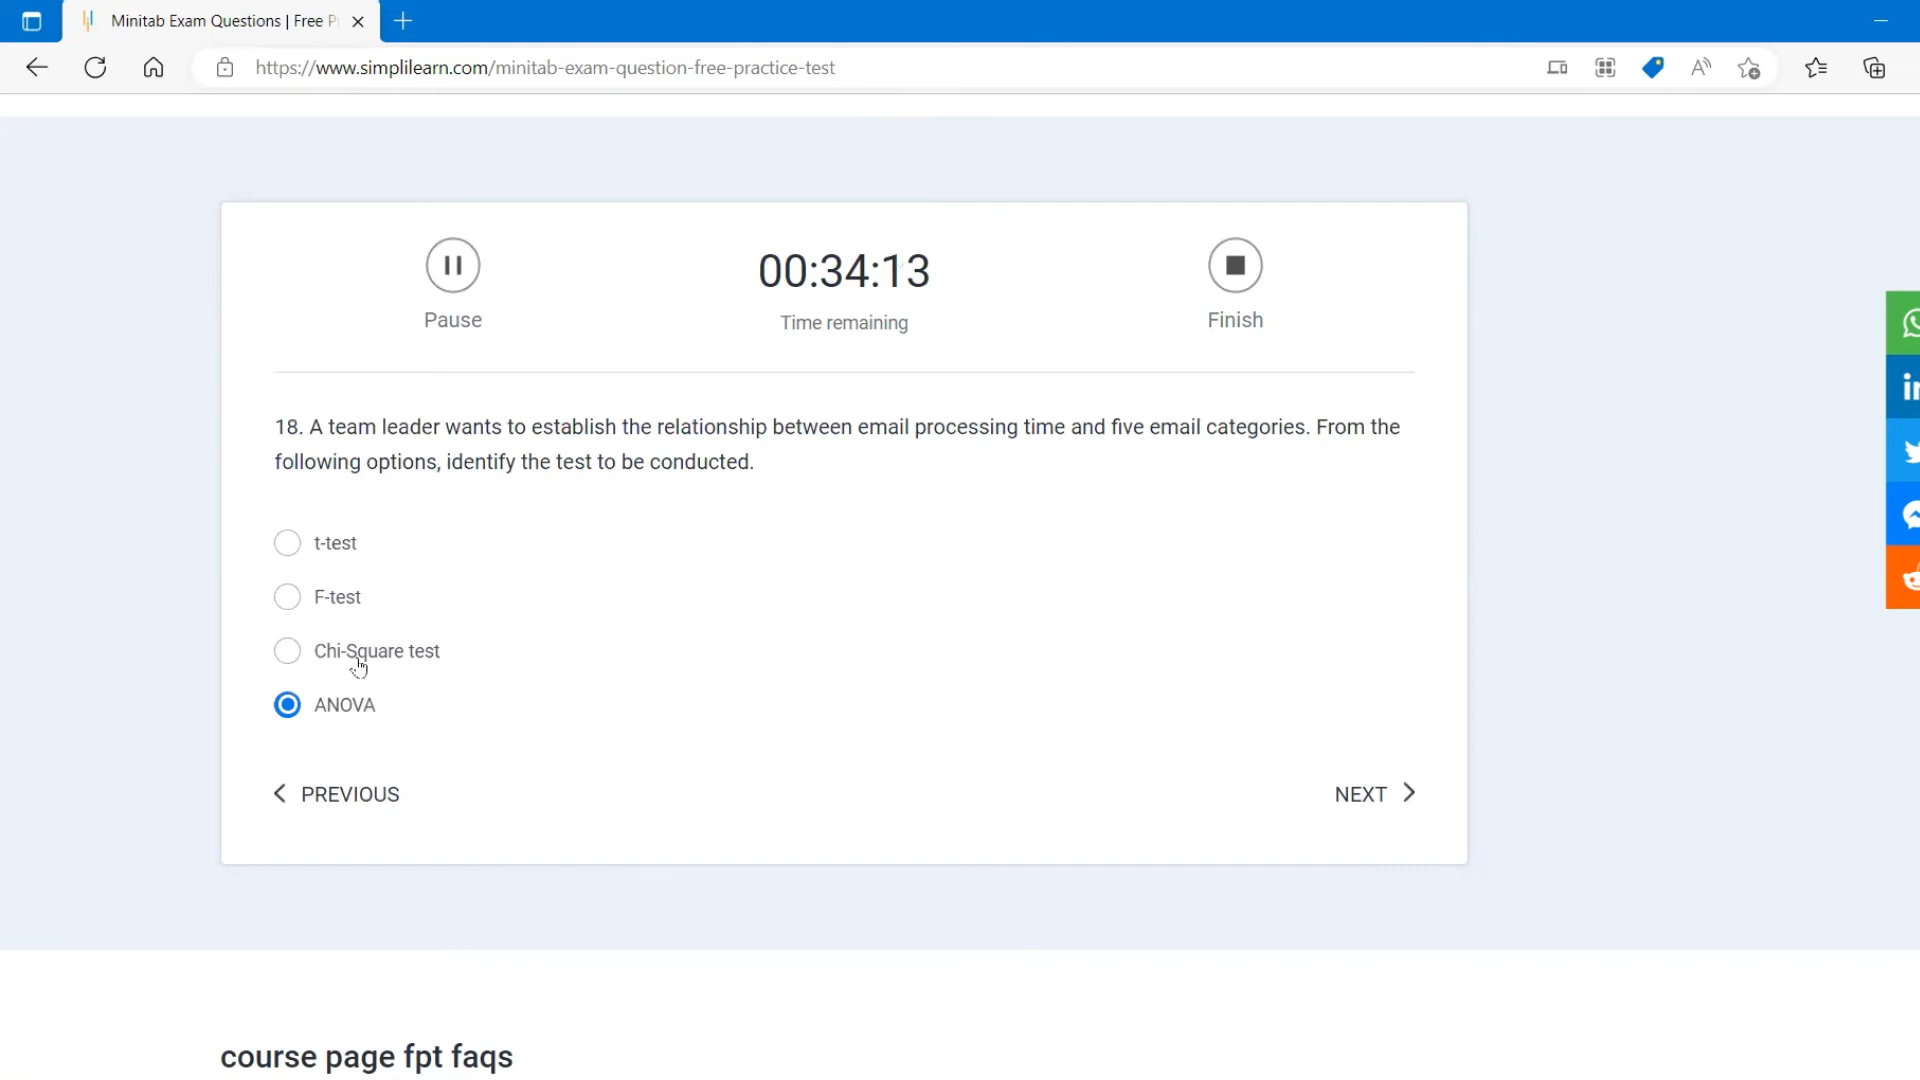 Minitab Exam Questions | Free P
https://www.simplilearn.com/minitab-exam-question-free-practice-test
Pause
00:34:13
Time remaining
Finish
18. A team leader wants to establish the relationship between email processing time and five email categories. From the
following options, identify the test to be conducted.
t-test
F-test
Chi-Square test
ANOVA
PREVIOUS
NEXT
course page fpt faqs